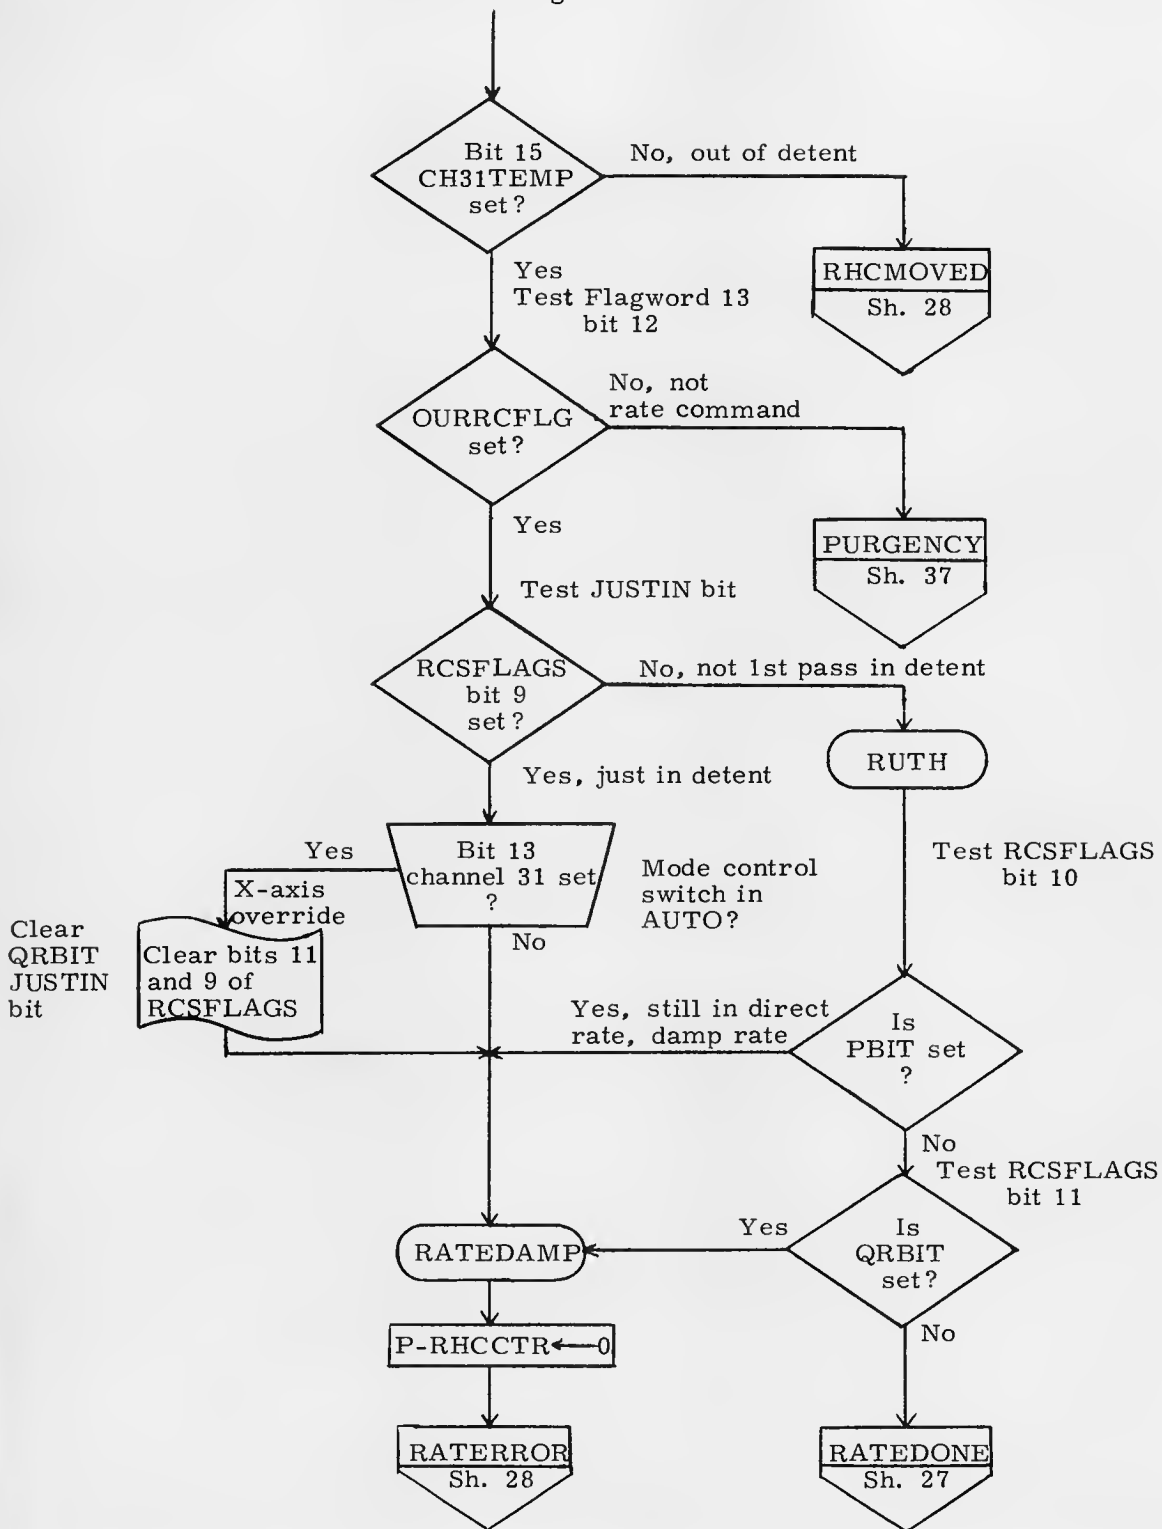 Bit 15
CH31TEMP
set?
No, out of detent
RHCMOVED
Sh. 28
Yes
Test Flagword 13
bit 12
OURRCFLG
set?
No, not
rate command
PURGENCY
Sh. 37
Yes
Test JUSTIN bit
RCSFLAGS
bit 9
set?
No, not 1st pass in detent
RUTH
Yes, just in detent
Bit 13
channel 31 set
?
Mode control
switch in
AUTO?
Yes
X-axis
override
No
Clear
QRBIT
JUSTIN
bit
Clear bits 11
and 9 of
RCSFLAGS
Test RCSFLAGS
bit 10
Is
PBIT set
?
Yes, still in direct
rate, damp rate
No
Test RCSFLAGS
bit 11
Is
QRBIT
set?
Yes
RATEDAMP
P-RHCCTR←0
RATERROR
Sh. 28
No
RATEDONE
Sh. 27